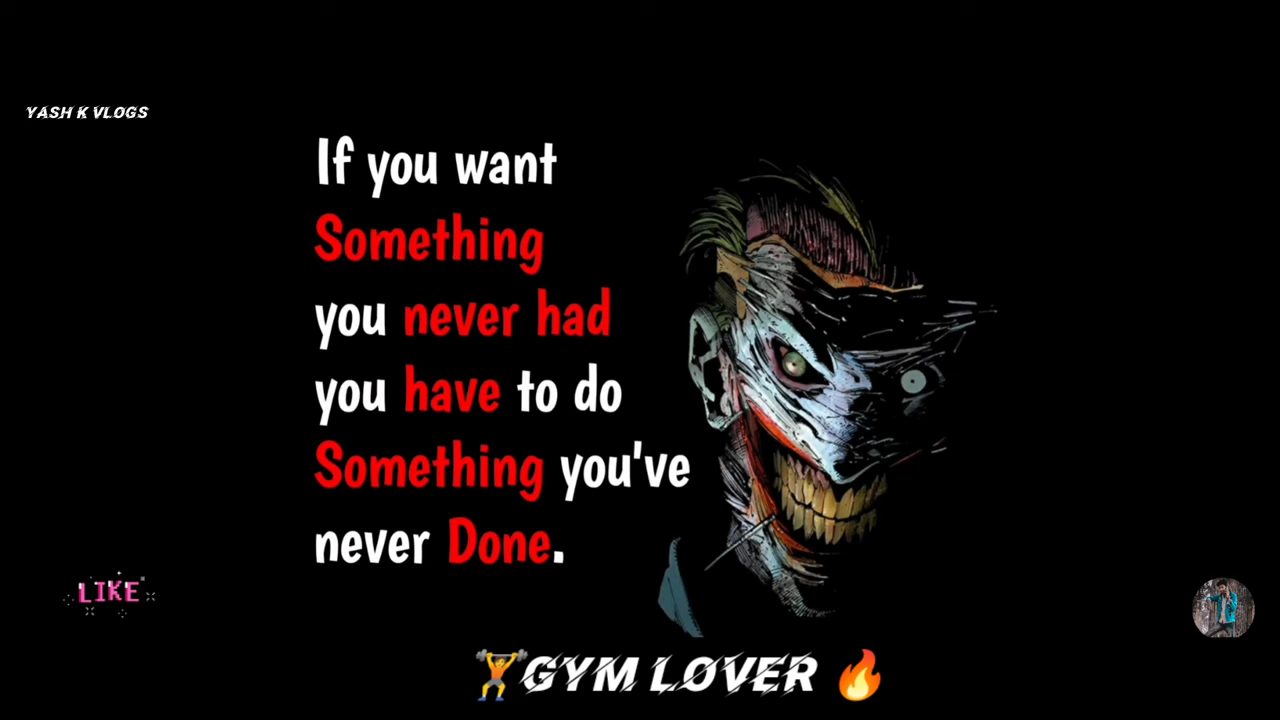 YASH K VLOGS
If you want
Something
you never had
you have to do
Something you've
never Done.
LIKE
🏋️GYM LOVER 🔥